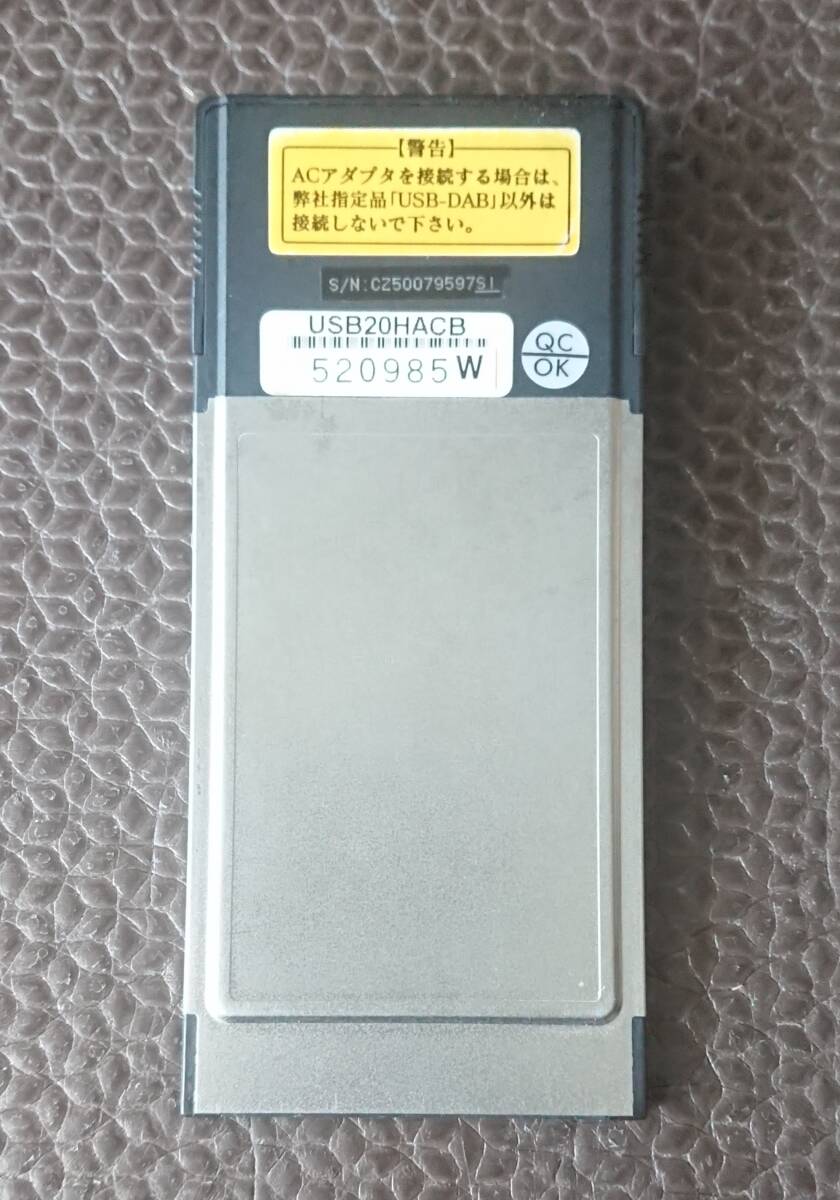 【警告】
ACアダプタを接続する場合は、
弊社指定品「USB-DAB」以外は
接続しないで下さい。
S/N:CZ50079597S1
USB20HACB
520985W
QC
OK